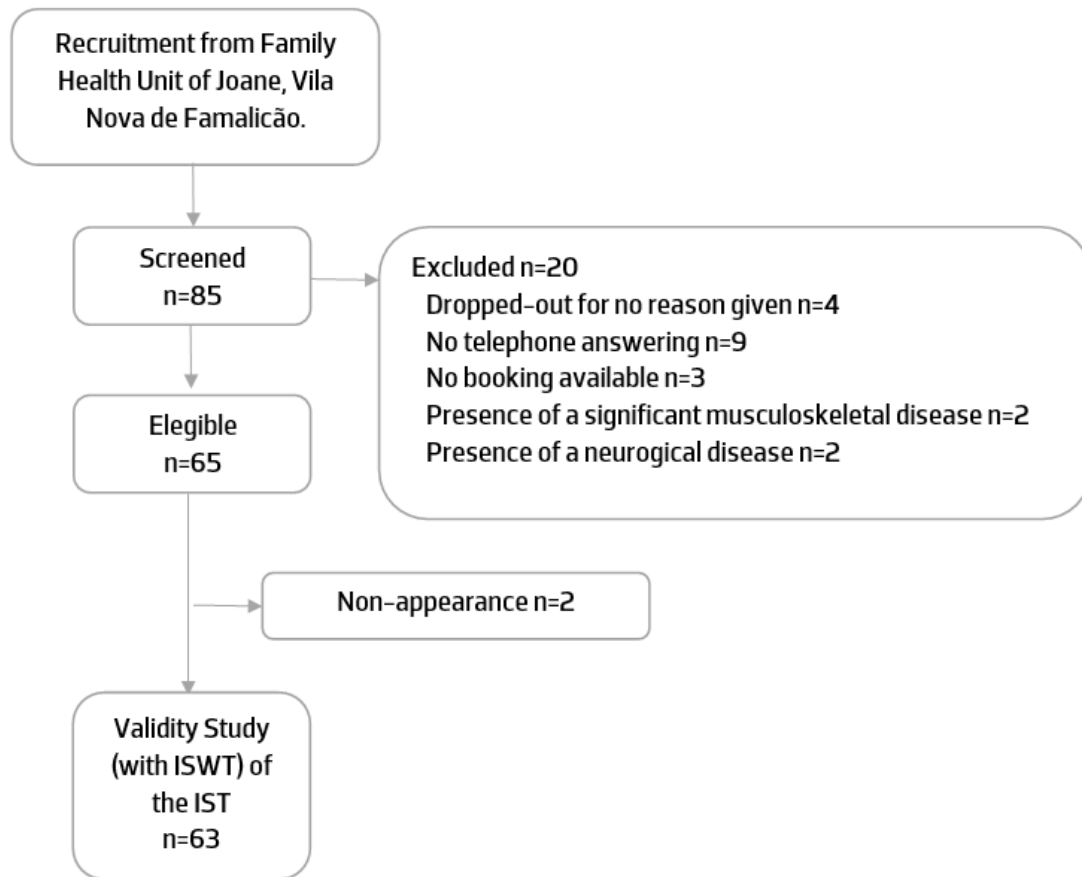 Recruitment from Family
Health Unit of Joane, Vila
Nova de Famalicão.
Screened
n=85
Excluded n=20
Dropped-out for no reason given n=4
No telephone answering n=9
No booking available n=3
Presence of a significant musculoskeletal disease n=2
Presence of a neurogical disease n=2
Elegible
n=65
Non-appearance n=2
Validity Study
(with ISWT) of
the IST
n=63